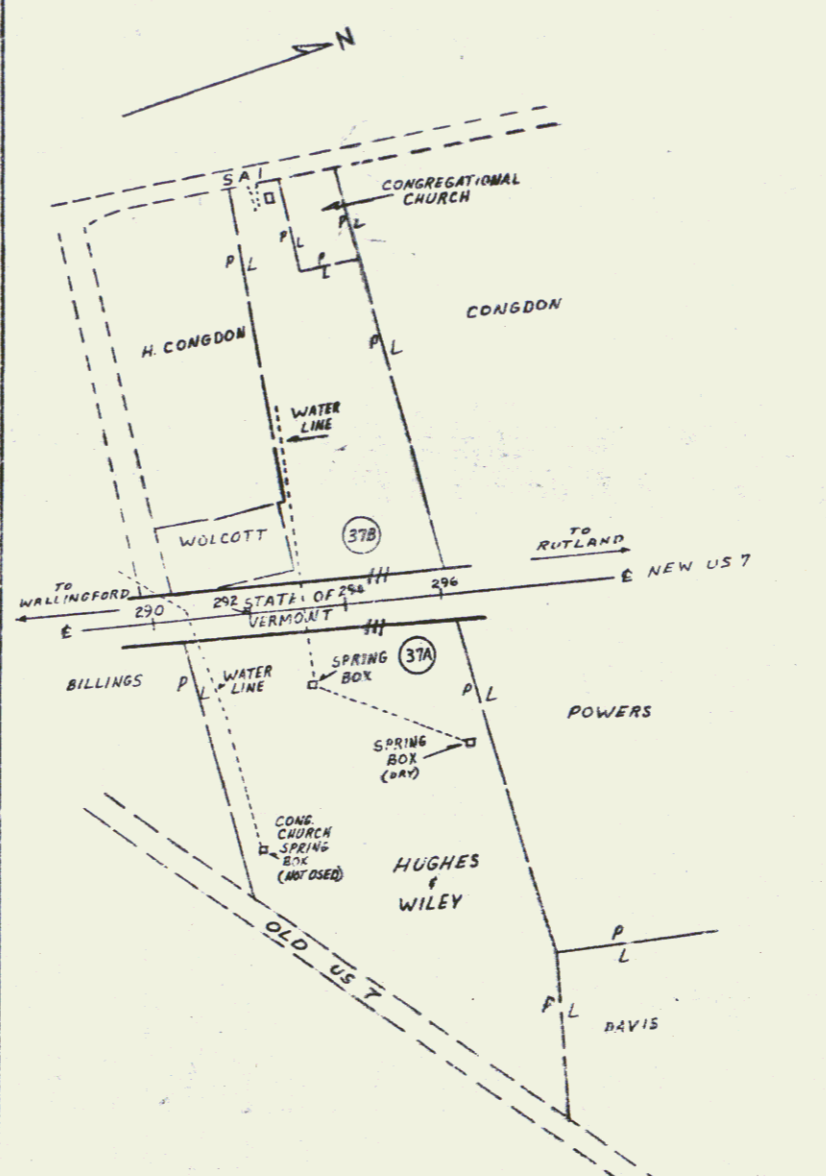 N
S A 1
CONGREGATIONAL
CHURCH
P L
P L
P
L
P L
CONGDON
H. CONGDON
P L
WATER
LINE
WOLCOTT
37B
TO
RUTLAND
TO
WALLINGFORD
℄ NEW US 7
290
292
294
296
STATE OF
VERMONT
℄
37A
BILLINGS
P L
WATER
LINE
SPRING
BOX
P L
POWERS
SPRING
BOX
(DRY)
CONG.
CHURCH
SPRING
BOX
(NOT USED)
HUGHES
&
WILEY
OLD US 7
P
L
P L
DAVIS